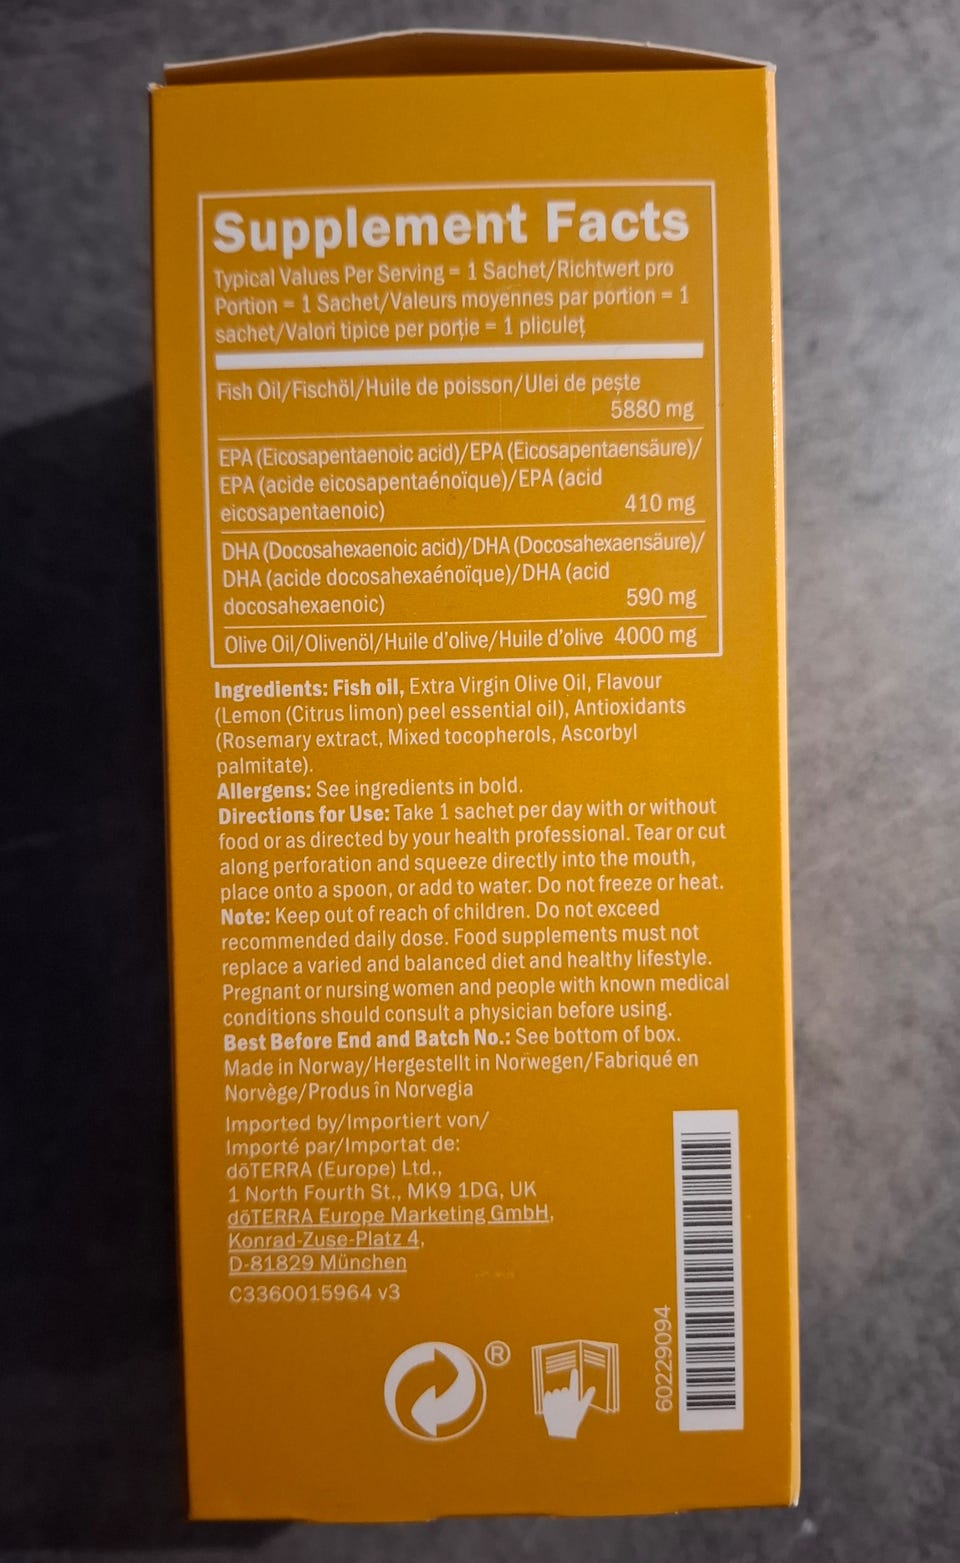 Supplement Facts
Typical Values Per Serving = 1 Sachet/Richtwert pro
Portion = 1 Sachet/Valeurs moyennes par portion = 1
sachet/Valori tipice per porție = 1 pliculeț
Fish Oil/Fischöl/Huile de poisson/Ulei de pește
5880 mg
EPA (Eicosapentaenoic acid)/EPA (Eicosapentaensäure)/
EPA (acide eicosapentaénoïque)/EPA (acid
eicosapentaenoic) 410 mg
DHA (Docosahexaenoic acid)/DHA (Docosahexaensäure)/
DHA (acide docosahexaénoïque)/DHA (acid
docosahexaenoic) 590 mg
Olive Oil/Olivenöl/Huile d'olive/Huile d'olive 4000 mg
Ingredients: Fish oil, Extra Virgin Olive Oil, Flavour
(Lemon (Citrus limon) peel essential oil), Antioxidants
(Rosemary extract, Mixed tocopherols, Ascorbyl
palmitate).
Allergens: See ingredients in bold.
Directions for Use: Take 1 sachet per day with or without
food or as directed by your health professional. Tear or cut
along perforation and squeeze directly into the mouth,
place onto a spoon, or add to water. Do not freeze or heat.
Note: Keep out of reach of children. Do not exceed
recommended daily dose. Food supplements must not
replace a varied and balanced diet and healthy lifestyle.
Pregnant or nursing women and people with known medical
conditions should consult a physician before using.
Best Before End and Batch No.: See bottom of box.
Made in Norway/Hergestellt in Norwegen/Fabriqué en
Norvège/Produs în Norvegia
Imported by/Importiert von/
Importé par/Importat de:
dōTERRA (Europe) Ltd.,
1 North Fourth St., MK9 1DG, UK
dōTERRA Europe Marketing GmbH,
Konrad-Zuse-Platz 4,
D-81829 München
C3360015964 v3
®
60229094